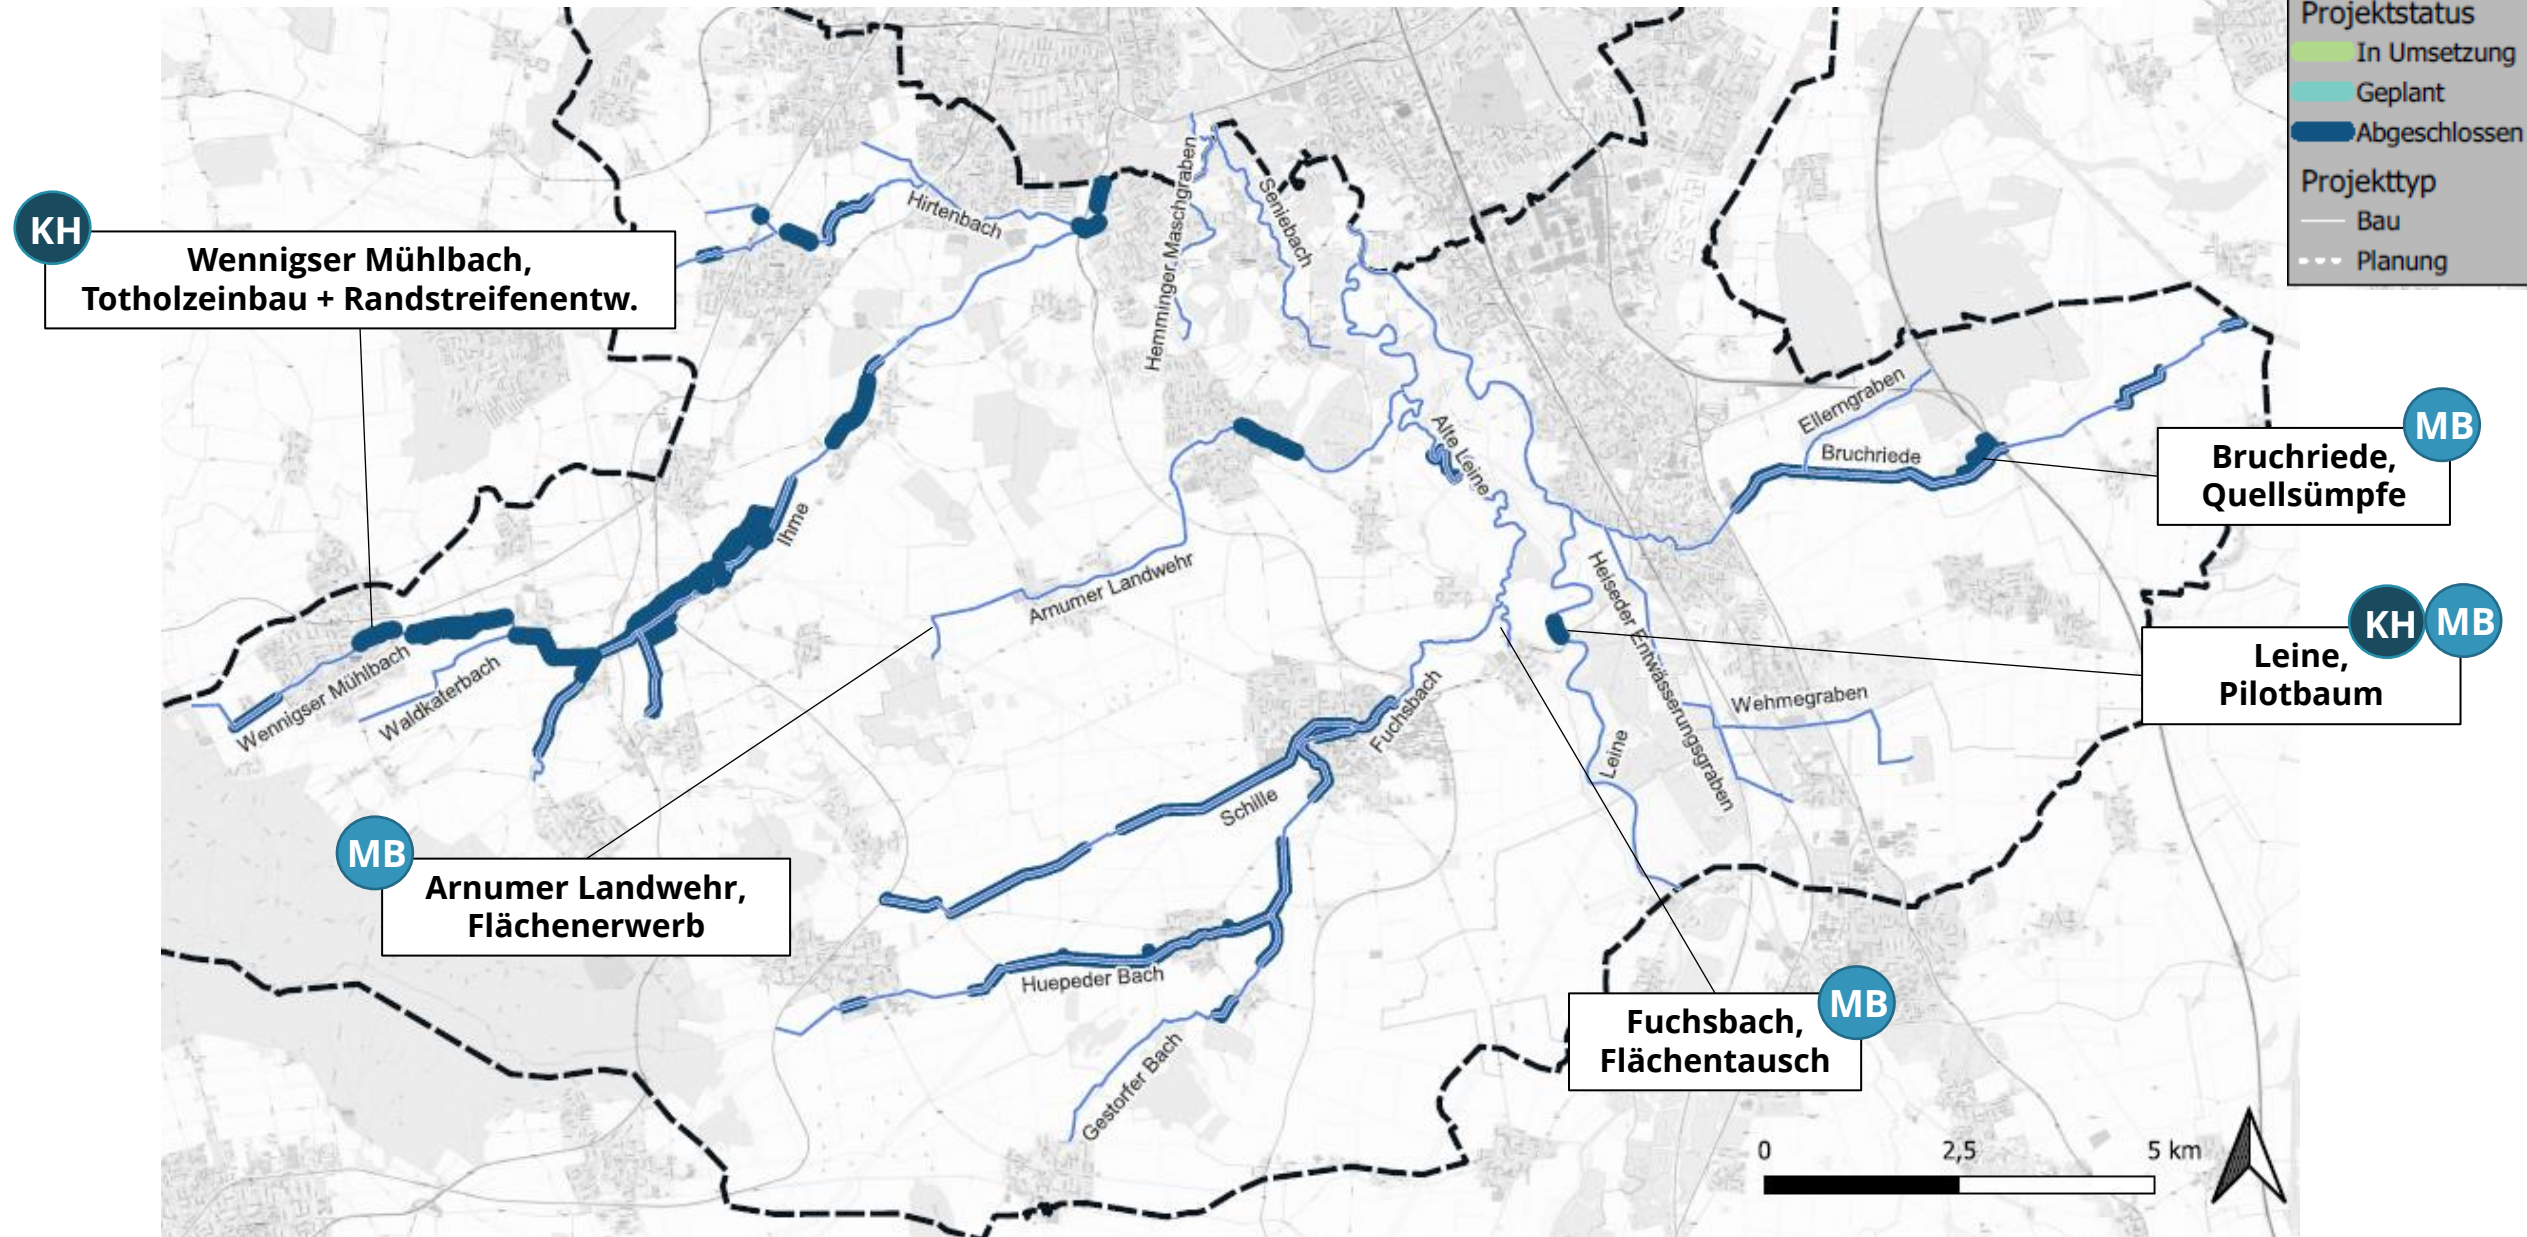 Projektstatus
In Umsetzung
Geplant
Abgeschlossen
Projekttyp
Bau
Planung
KH
Wennigser Mühlbach,
Totholzeinbau + Randstreifenentw.
Hirtenbach
Hemminger Maschgraben
Seniebach
Ellerngraben
Bruchriede
MB
Bruchriede,
Quellsümpfe
Alte Leine
Ihme
Arnumer Landwehr
Heiseder Entwässerungsgraben
KH
MB
Leine,
Pilotbaum
Wennigser Mühlbach
Waldkaterbach
Fuchsbach
Wehmegraben
Leine
Schille
MB
Arnumer Landwehr,
Flächenerwerb
Huepeder Bach
MB
Fuchsbach,
Flächentausch
Gestorfer Bach
0 2,5 5 km